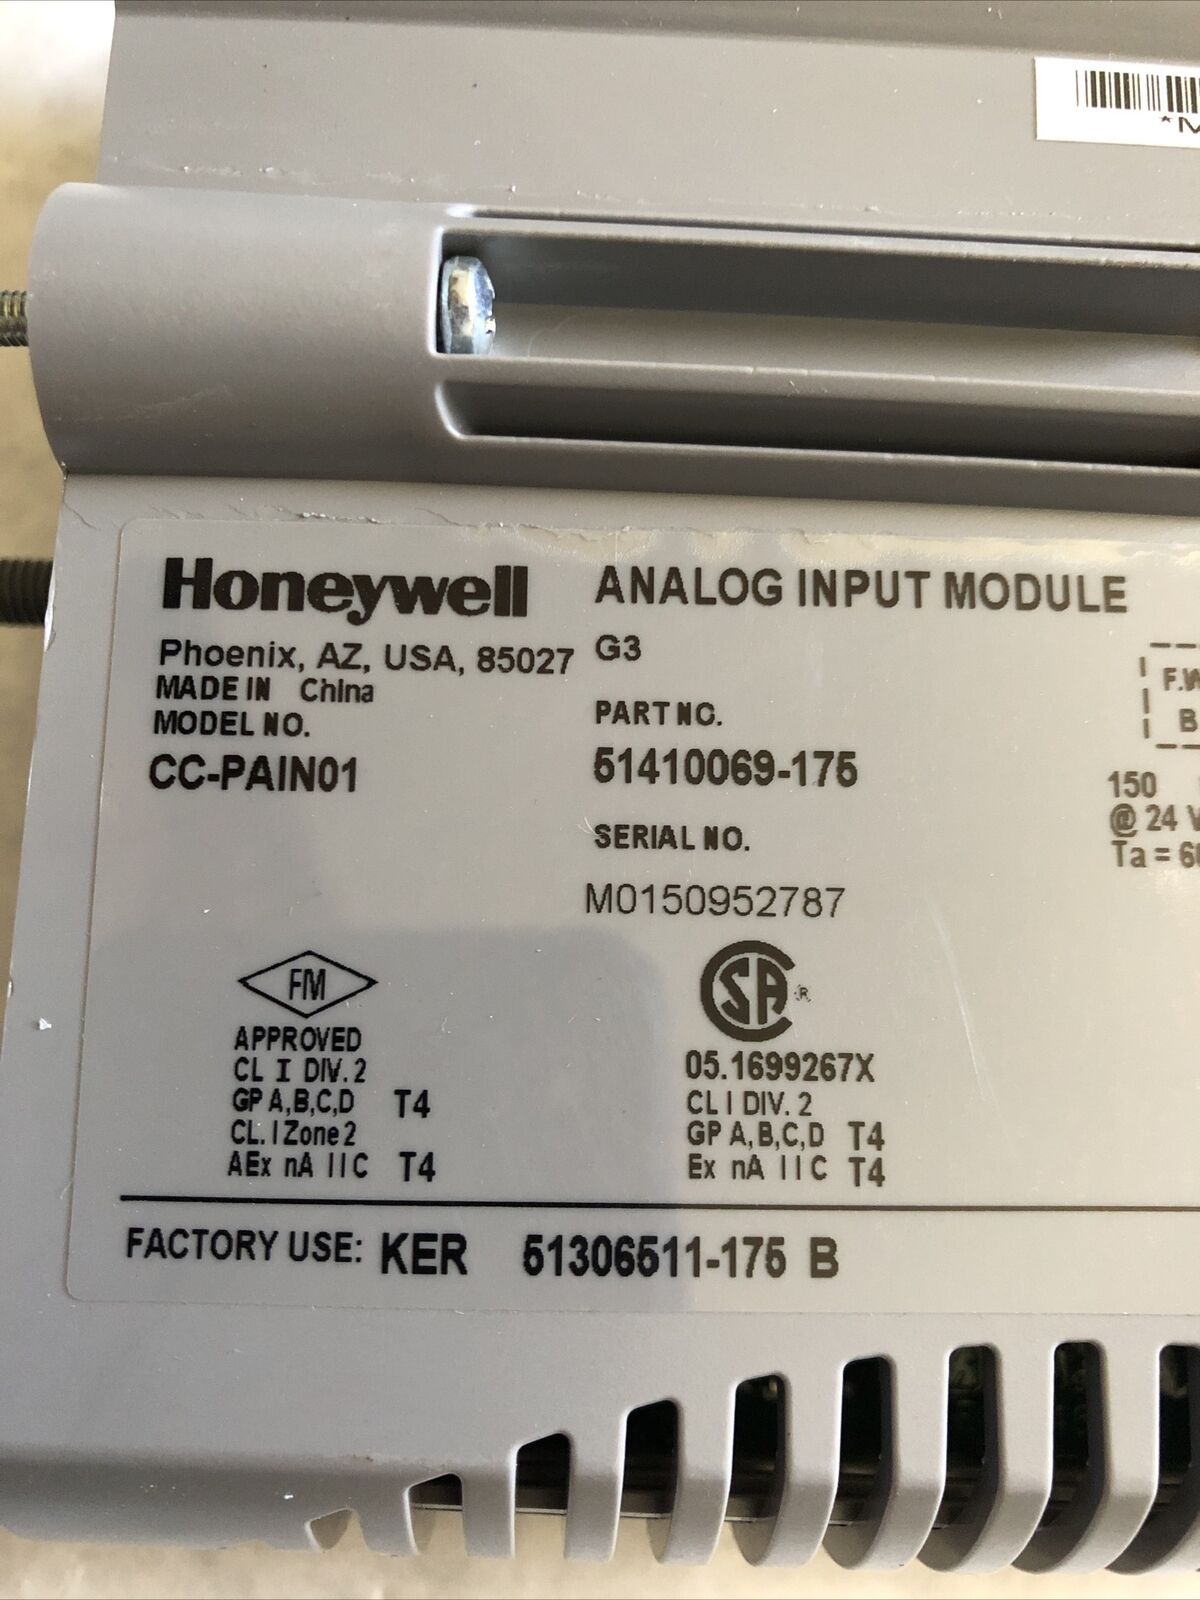 Honeywell
Phoenix, AZ, USA, 85027
MADE IN China
MODEL NO.
CC-PAIN01
ANALOG INPUT MODULE
G3
PART NO.
51410069-175
SERIAL NO.
M0150952787
150
@ 24
Ta =
FM
APPROVED
CL I DIV. 2
GP A,B,C,D T4
CL. I Zone 2
AEx nA IIC T4
SA ®
05.1699267X
CL I DIV. 2
GP A,B,C,D T4
Ex nA IIC T4
FACTORY USE: KER 51306511-175 B